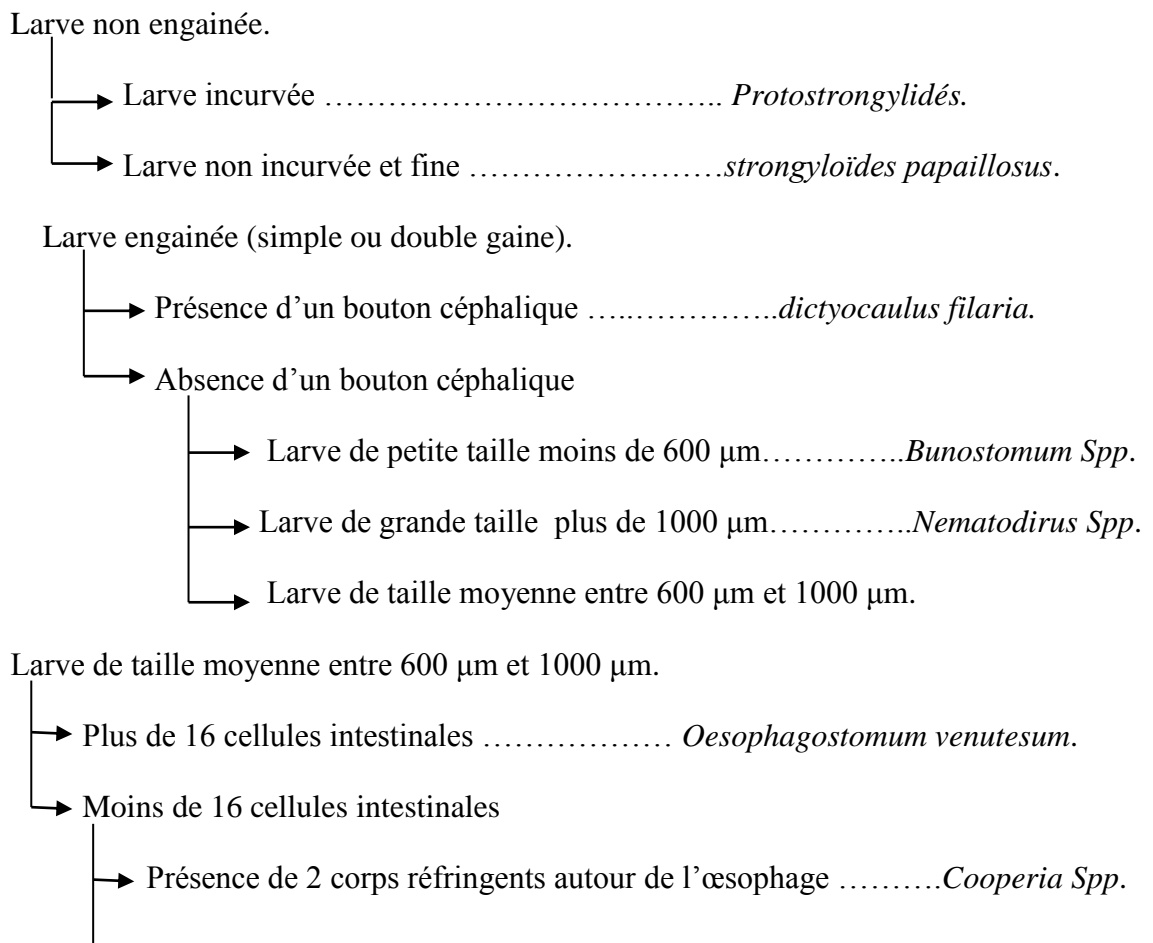 Larve non engainée.
Larve incurvée ………………………………….. Protostrongylidés.
Larve non incurvée et fine ……………………strongyloïdes papaillosus.
Larve engainée (simple ou double gaine).
Présence d’un bouton céphalique …..…………..dictyocaulus filaria.
Absence d’un bouton céphalique
Larve de petite taille moins de 600 μm…………..Bunostomum Spp.
Larve de grande taille plus de 1000 μm…………..Nematodirus Spp.
Larve de taille moyenne entre 600 μm et 1000 μm.
Larve de taille moyenne entre 600 μm et 1000 μm.
Plus de 16 cellules intestinales ……………… Oesophagostomum venutesum.
Moins de 16 cellules intestinales
Présence de 2 corps réfringents autour de l’œsophage ……….Cooperia Spp.